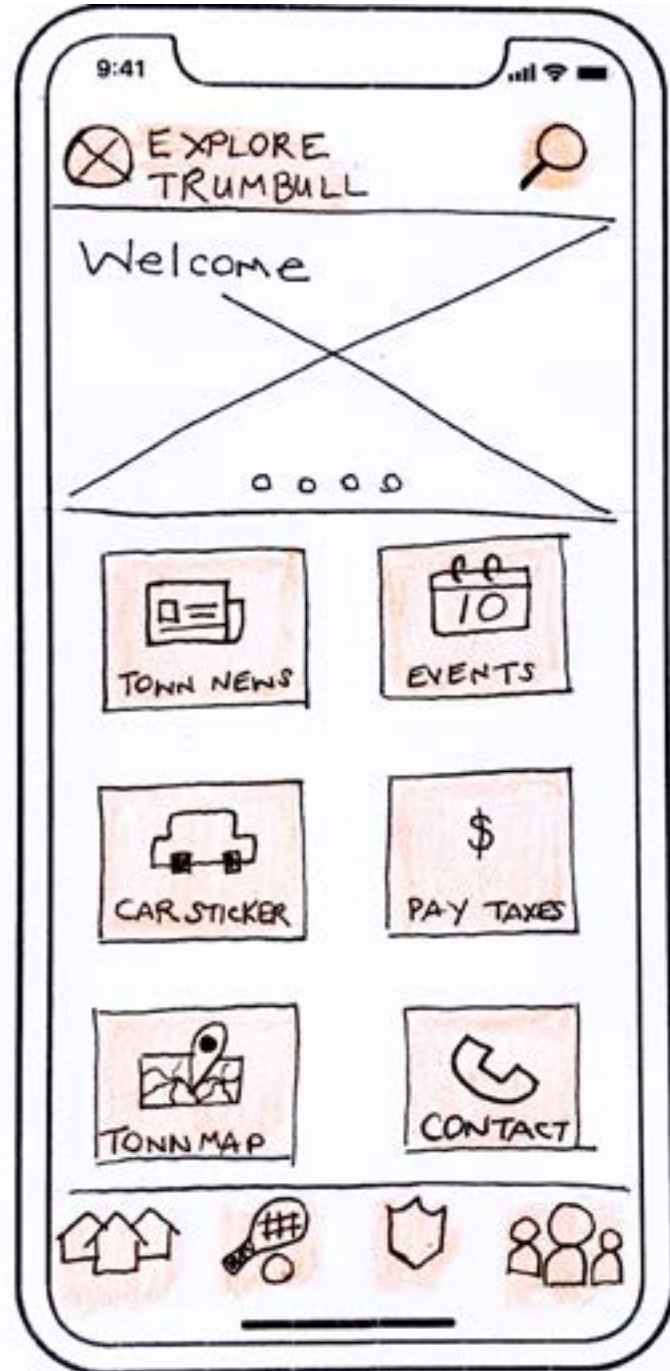 9:41
EXPLORE
TRUMBULL
Welcome
10
TOWN NEWS
EVENTS
$
CAR STICKER
PAY TAXES
TOWN MAP
CONTACT